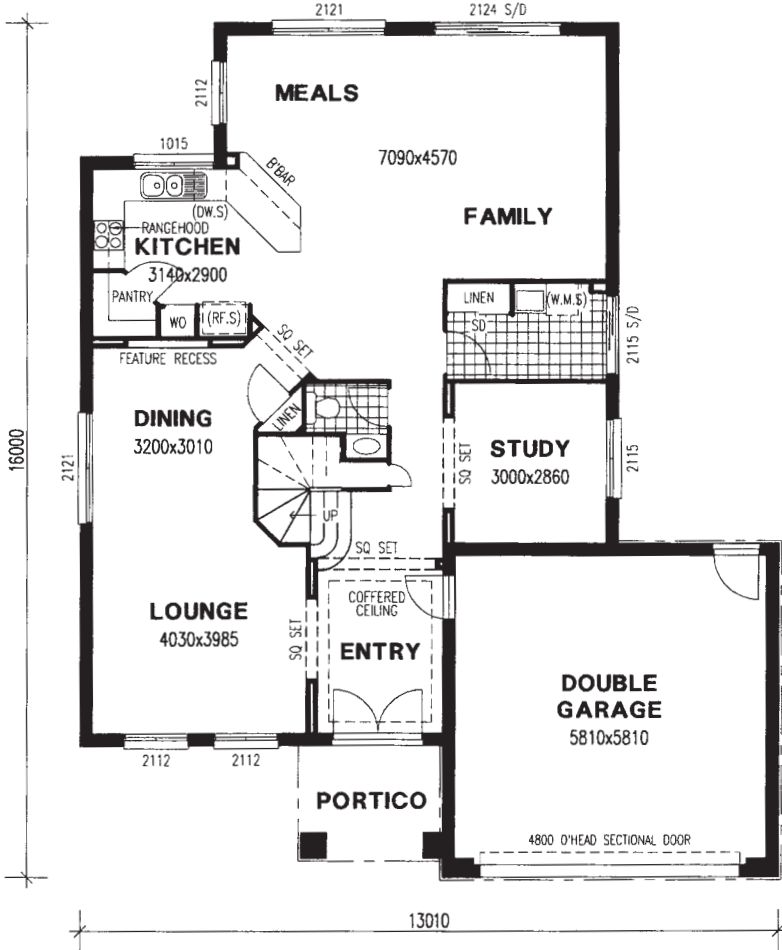 2121
2124 S/D
2112
MEALS
7090x4570
1015
B'BAR
(DW.S)
RANGEHOOD
KITCHEN
3140x2900
FAMILY
PANTRY
WO
(RF.S)
LINEN
(W.M.S)
SD
2115 S/D
SQ SET
FEATURE RECESS
LINEN
DINING
3200x3010
2121
16000
STUDY
3000x2860
SQ SET
2115
UP
SQ SET
COFFERED
CEILING
LOUNGE
4030x3985
SQ SET
ENTRY
DOUBLE
GARAGE
5810x5810
2112
2112
PORTICO
4800 O'HEAD SECTIONAL DOOR
13010